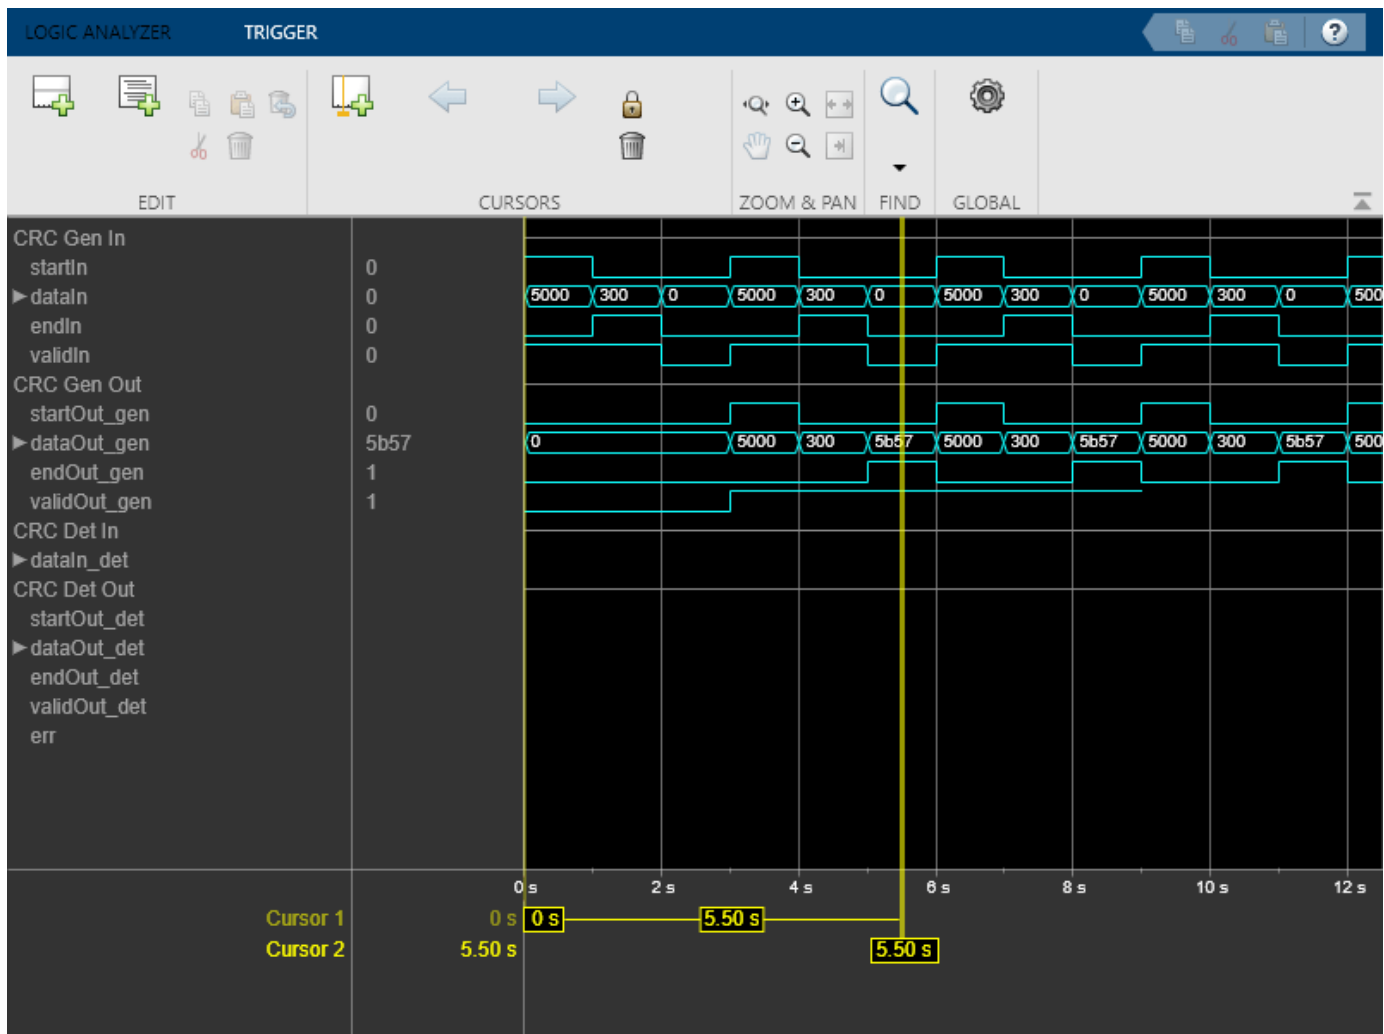 LOGIC ANALYZER TRIGGER ?
EDIT CURSORS ZOOM & PAN FIND GLOBAL
CRC Gen In
startIn 0
dataIn 0 5000 300 0 5000 300 0 5000 300 0 5000 300 0 500
endIn 0
validIn 0
CRC Gen Out
startOut_gen 0
dataOut_gen 5b57 0 5000 300 5b57 5000 300 5b57 5000 300 5b57 500
endOut_gen 1
validOut_gen 1
CRC Det In
dataIn_det
CRC Det Out
startOut_det
dataOut_det
endOut_det
validOut_det
err
0 s 2 s 4 s 6 s 8 s 10 s 12 s
Cursor 1 0 s 0 s 5.50 s
Cursor 2 5.50 s 5.50 s